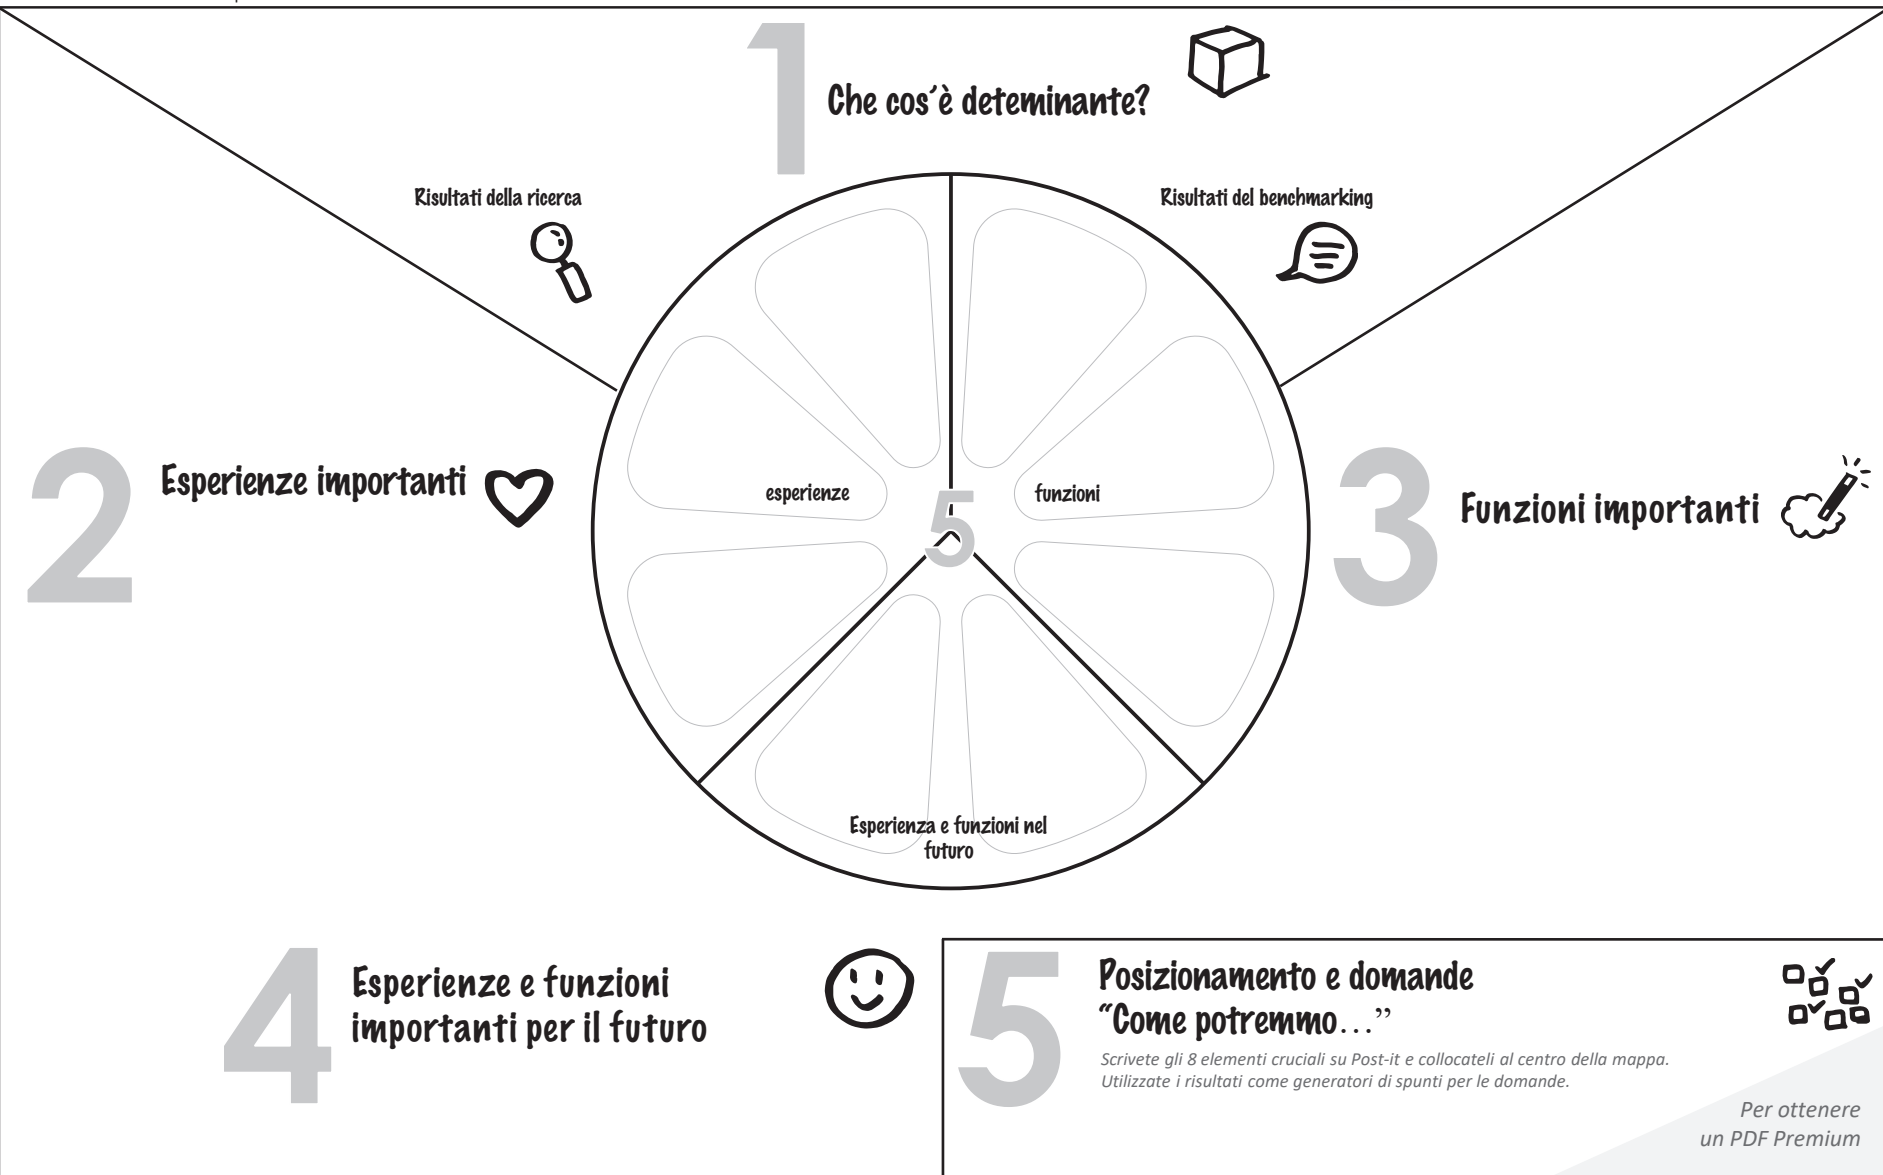 1
Che cos'è deteminante?
Risultati della ricerca
Risultati del benchmarking
2
Esperienze importanti
esperienze
5
funzioni
3
Funzioni importanti
Esperienza e funzioni nel
futuro
4
Esperienze e funzioni
importanti per il futuro
5
Posizionamento e domande
“Come potremmo...”
Scrivete gli 8 elementi cruciali su Post-it e collocateli al centro della mappa.
Utilizzate i risultati come generatori di spunti per le domande.
Per ottenere
un PDF Premium